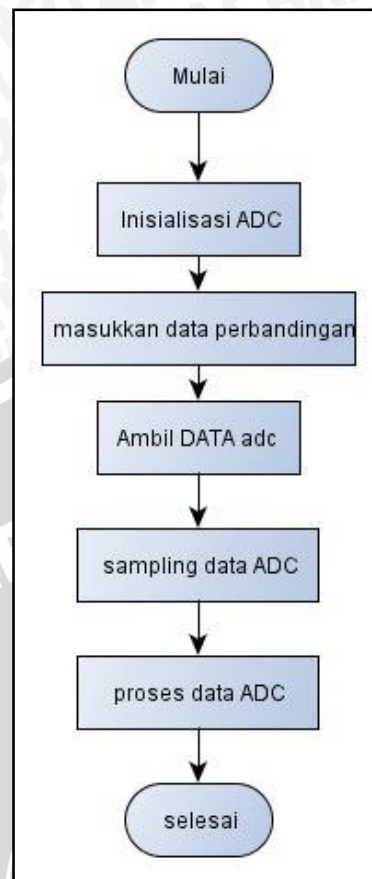 Mulai
Inisialisasi ADC
masukkan data perbandingan
Ambil DATA adc
sampling data ADC
proses data ADC
selesai